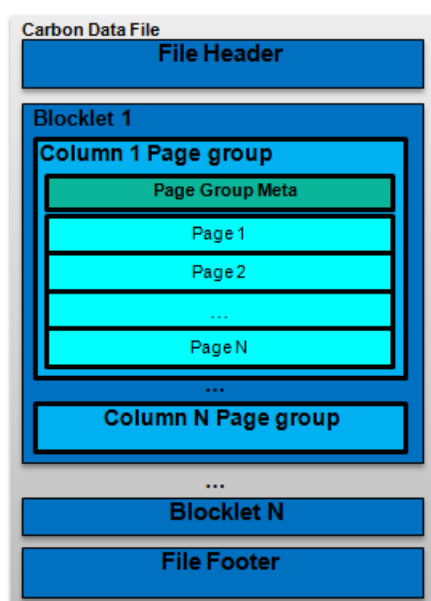 Carbon Data File
File Header
Blocklet 1
Column 1 Page group
Page Group Meta
Page 1
Page 2
...
Page N
...
Column N Page group
...
Blocklet N
File Footer